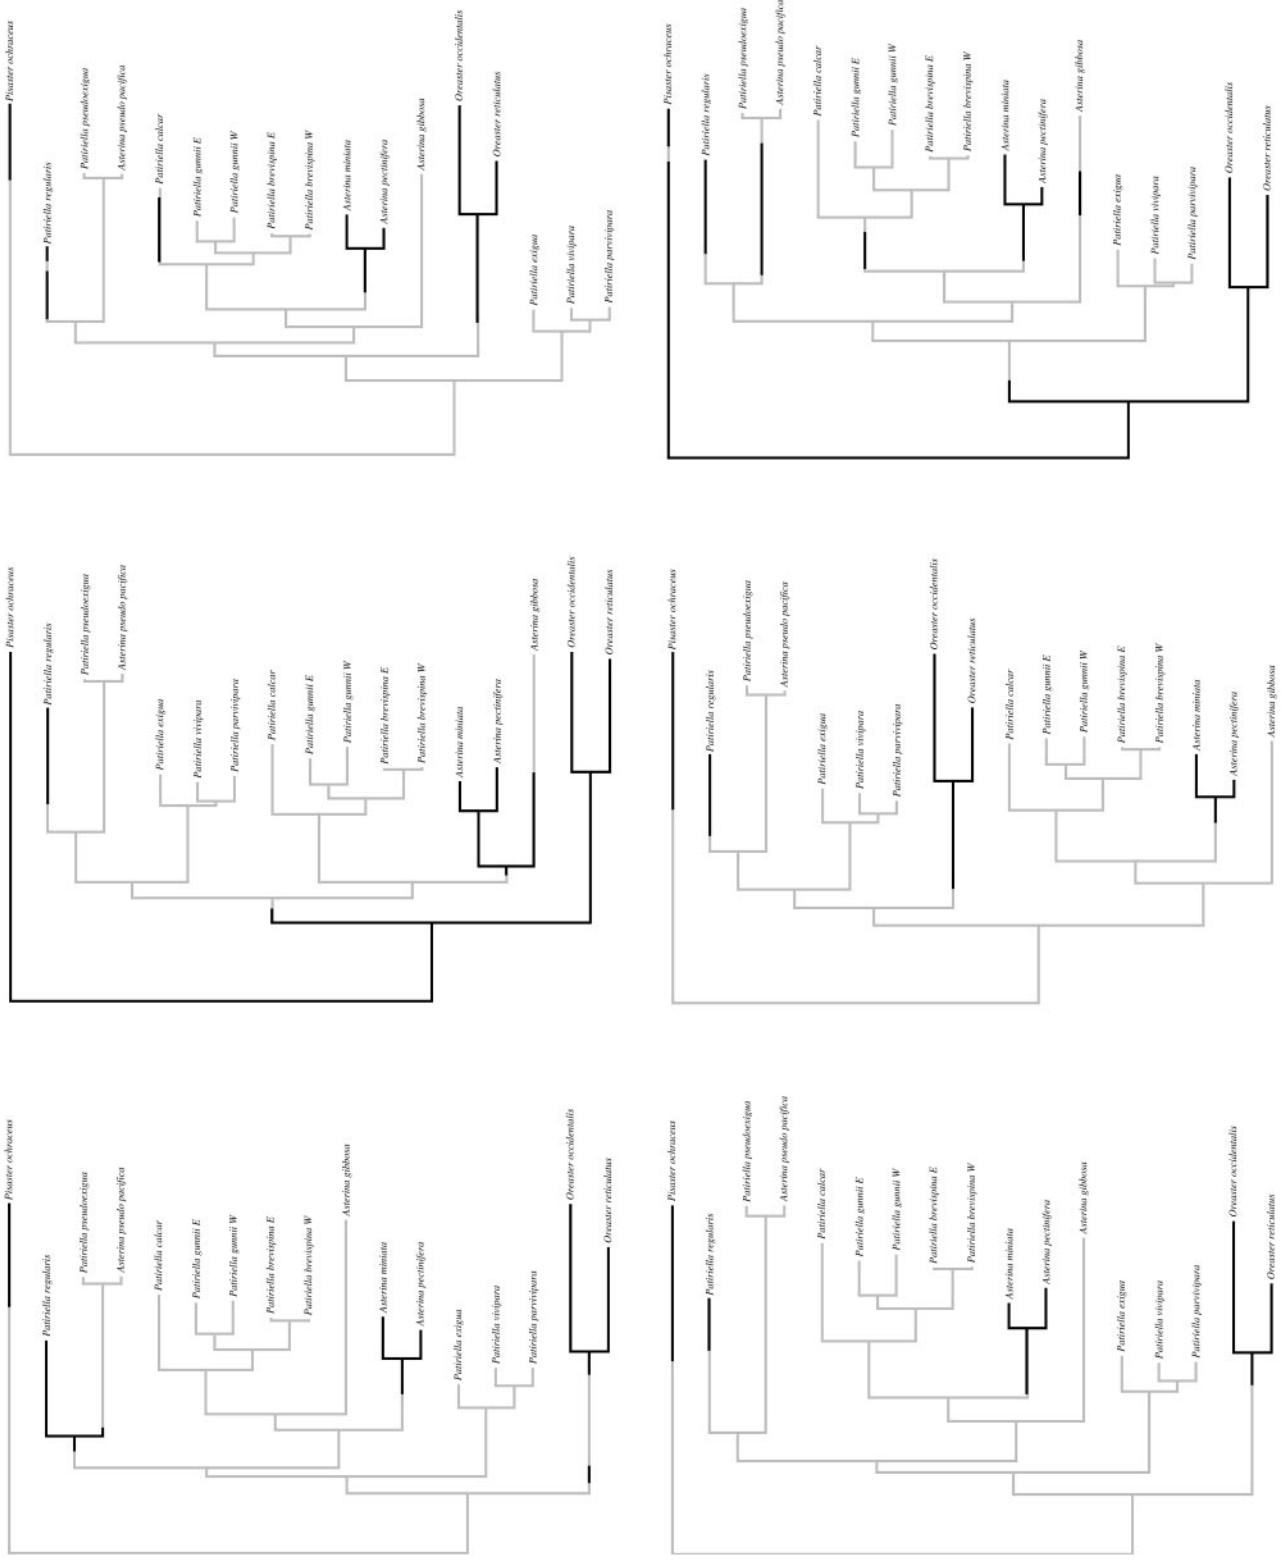 Pisaster ochraceus
Patiriella regularis
Patiriella pseudoexigua
Asterina pseudo pacifica
Patiriella calcar
Patiriella gunnii E
Patiriella gunnii W
Patiriella brevispina E
Patiriella brevispina W
Asterina miniata
Asterina pectinifera
Asterina gibbosa
Oreaster occidentalis
Oreaster reticulatus
Patiriella exigua
Patiriella vivipara
Patiriella parvivipara
Pisaster ochraceus
Patiriella regularis
Patiriella pseudoexigua
Asterina pseudo pacifica
Patiriella calcar
Patiriella gunnii E
Patiriella gunnii W
Patiriella brevispina E
Patiriella brevispina W
Asterina miniata
Asterina pectinifera
Asterina gibbosa
Patiriella exigua
Patiriella vivipara
Patiriella parvivipara
Oreaster occidentalis
Oreaster reticulatus
Pisaster ochraceus
Patiriella regularis
Patiriella pseudoexigua
Asterina pseudo pacifica
Patiriella exigua
Patiriella vivipara
Patiriella parvivipara
Patiriella calcar
Patiriella gunnii E
Patiriella gunnii W
Patiriella brevispina E
Patiriella brevispina W
Asterina miniata
Asterina pectinifera
Asterina gibbosa
Oreaster occidentalis
Oreaster reticulatus
Pisaster ochraceus
Patiriella regularis
Patiriella pseudoexigua
Asterina pseudo pacifica
Patiriella exigua
Patiriella vivipara
Patiriella parvivipara
Oreaster occidentalis
Oreaster reticulatus
Patiriella calcar
Patiriella gunnii E
Patiriella gunnii W
Patiriella brevispina E
Patiriella brevispina W
Asterina miniata
Asterina pectinifera
Asterina gibbosa
Pisaster ochraceus
Patiriella regularis
Patiriella pseudoexigua
Asterina pseudo pacifica
Patiriella calcar
Patiriella gunnii E
Patiriella gunnii W
Patiriella brevispina E
Patiriella brevispina W
Asterina gibbosa
Asterina miniata
Asterina pectinifera
Patiriella exigua
Patiriella vivipara
Patiriella parvivipara
Oreaster occidentalis
Oreaster reticulatus
Pisaster ochraceus
Patiriella regularis
Patiriella pseudoexigua
Asterina pseudo pacifica
Patiriella calcar
Patiriella gunnii E
Patiriella gunnii W
Patiriella brevispina E
Patiriella brevispina W
Asterina miniata
Asterina pectinifera
Asterina gibbosa
Patiriella exigua
Patiriella vivipara
Patiriella parvivipara
Oreaster occidentalis
Oreaster reticulatus